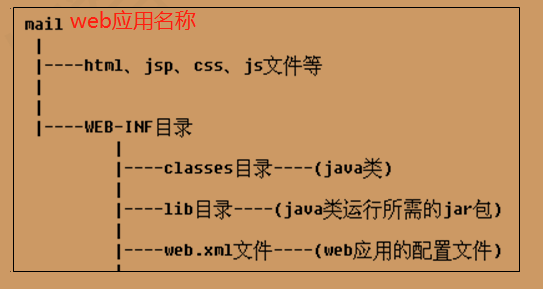 mail web应用名称
|
|----html、jsp、css、js文件等
|
|
|----WEB-INF目录
|
|----classes目录----(java类)
|
|----lib目录----(java类运行所需的jar包)
|
|----web.xml文件----(web应用的配置文件)